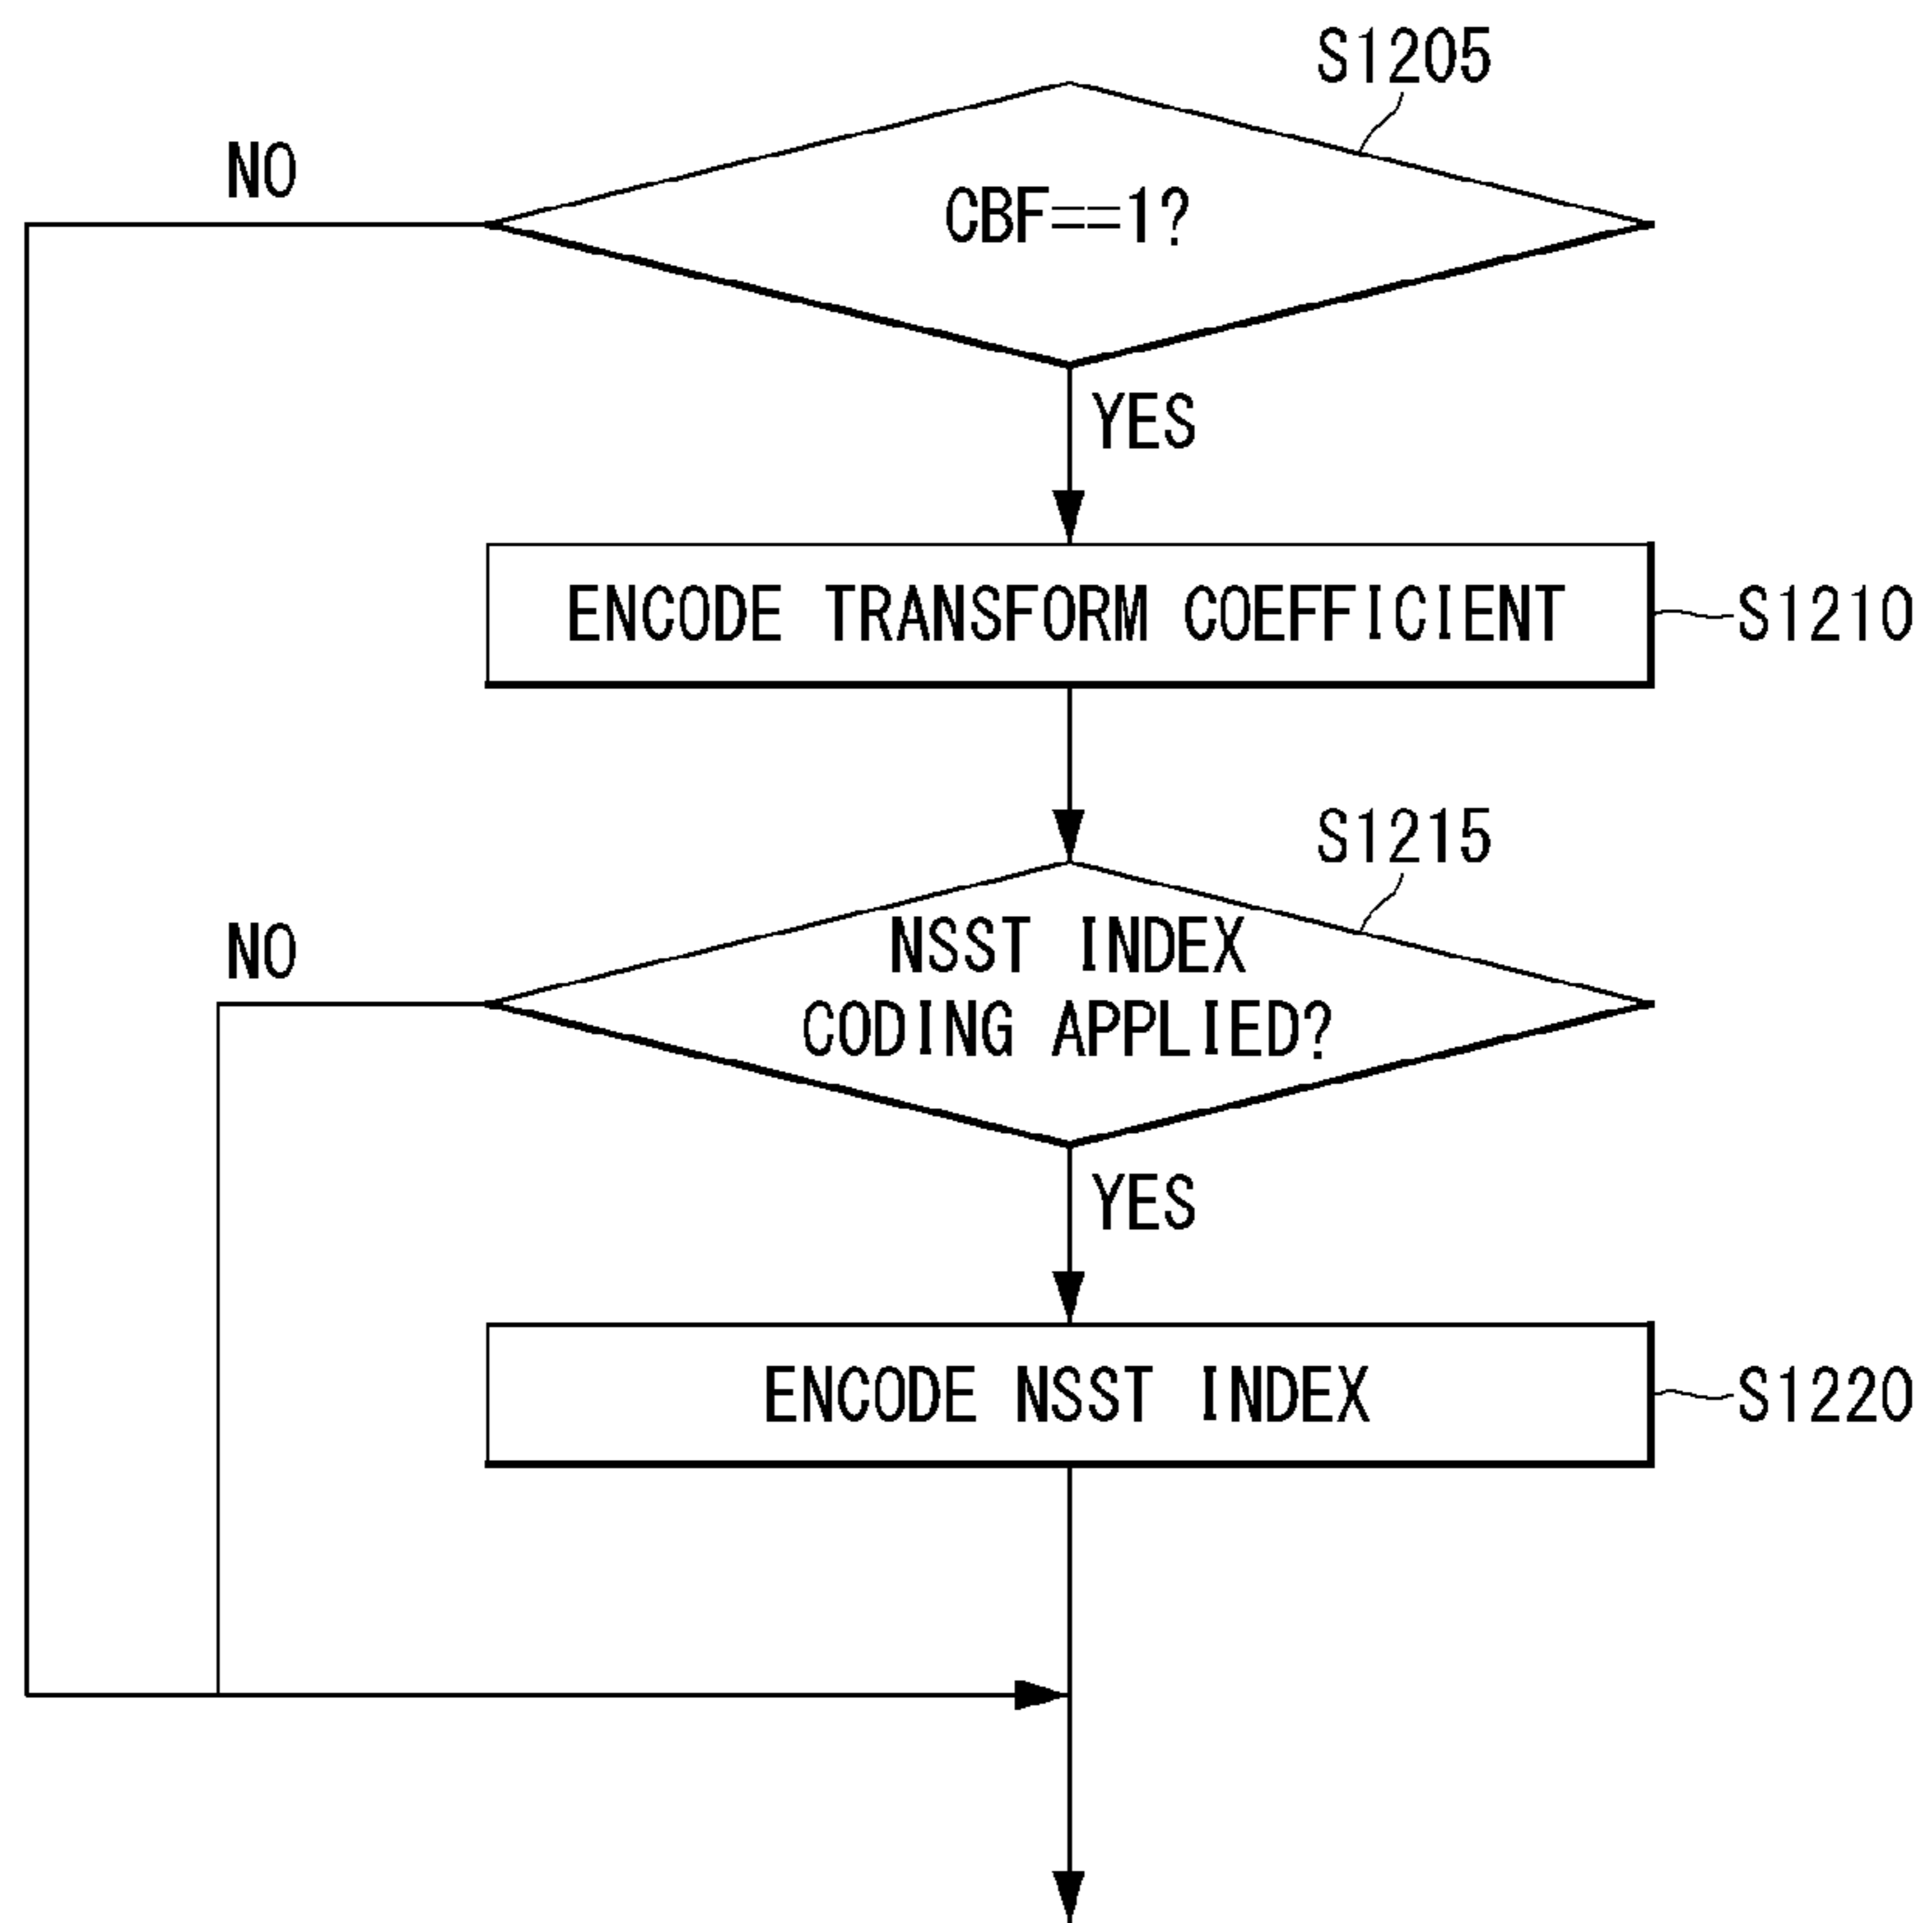 S1205
NO
CBF==1?
YES
ENCODE TRANSFORM COEFFICIENT
S1210
S1215
NO
NSST INDEX
CODING APPLIED?
YES
ENCODE NSST INDEX
S1220